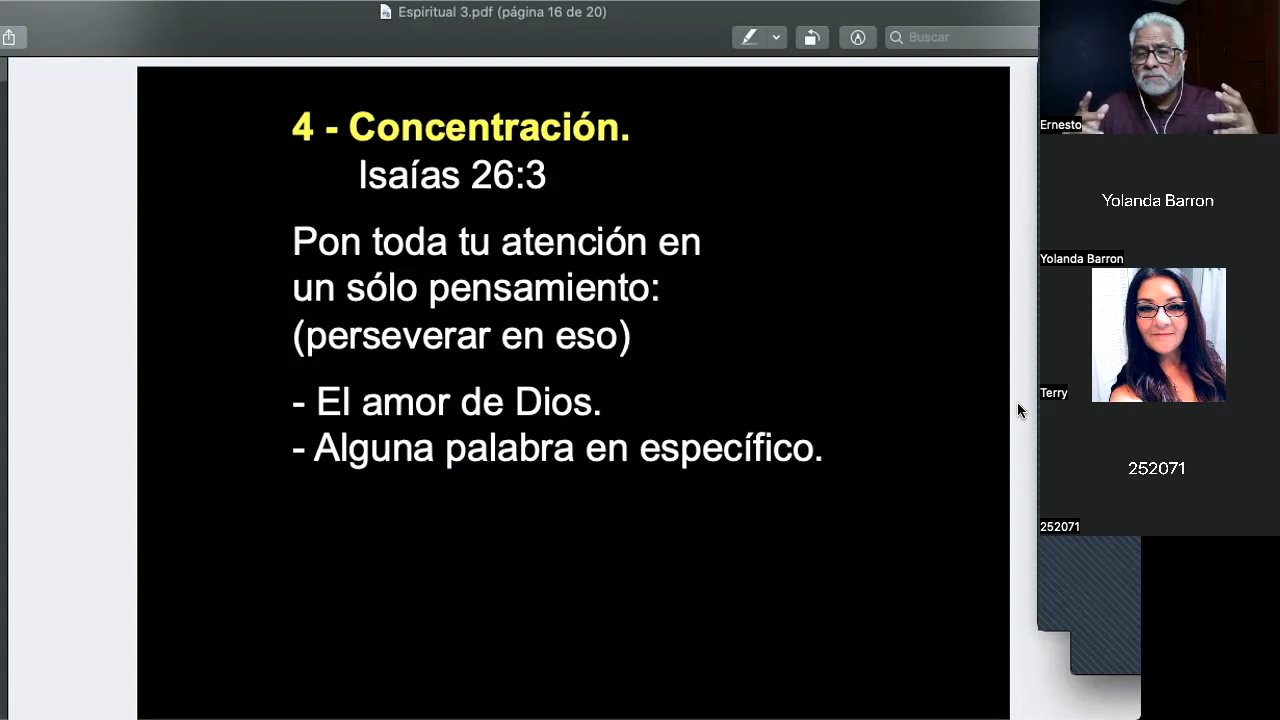 Espiritual 3.pdf (página 16 de 20)
Buscar
4 - Concentración.
Isaías 26:3
Pon toda tu atención en
un sólo pensamiento:
(perseverar en eso)
- El amor de Dios.
- Alguna palabra en específico.
Ernesto
Yolanda Barron
Yolanda Barron
Terry
252071
252071